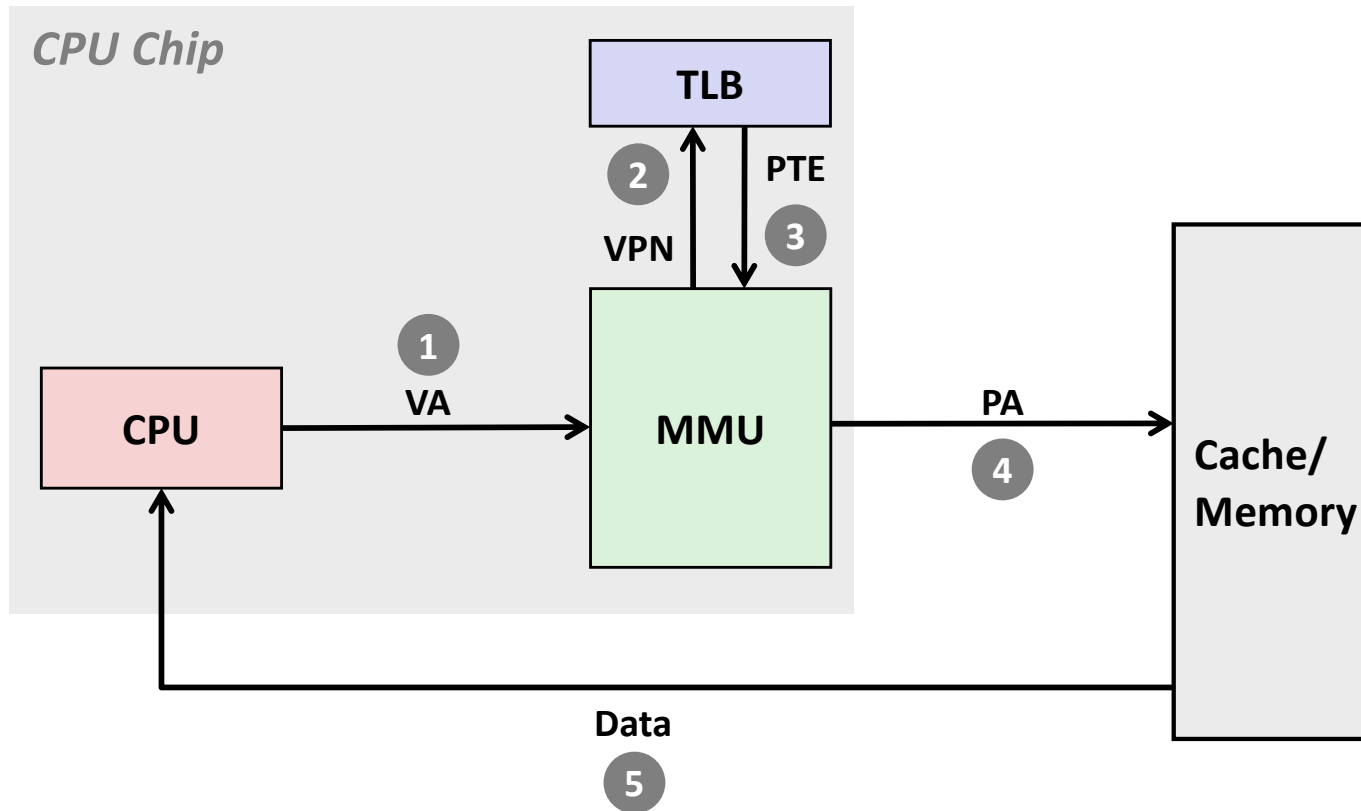 CPU Chip
TLB
2
PTE
VPN
3
1
VA
CPU
MMU
PA
4
Cache/
Memory
Data
5